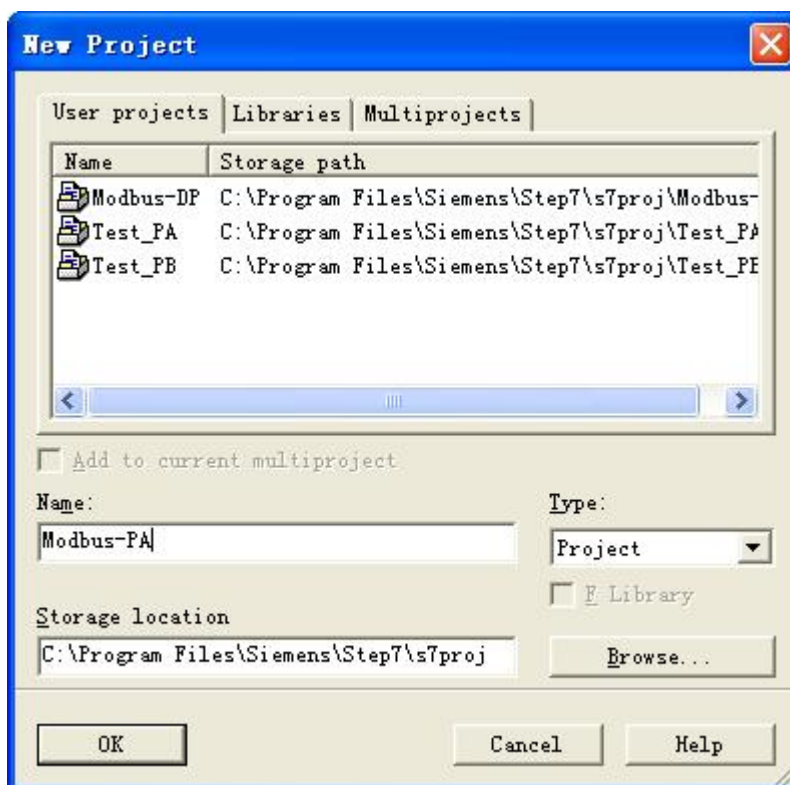 New Project
User projects Libraries Multiprojects
Name Storage path
Modbus-DP C:\Program Files\Siemens\Step7\s7proj\Modbus-
Test_PA C:\Program Files\Siemens\Step7\s7proj\Test_PA
Test_PB C:\Program Files\Siemens\Step7\s7proj\Test_PB
Add to current multiproject
Name: Type:
Modbus-PA Project
F Library
Storage location
C:\Program Files\Siemens\Step7\s7proj Browse...
OK Cancel Help